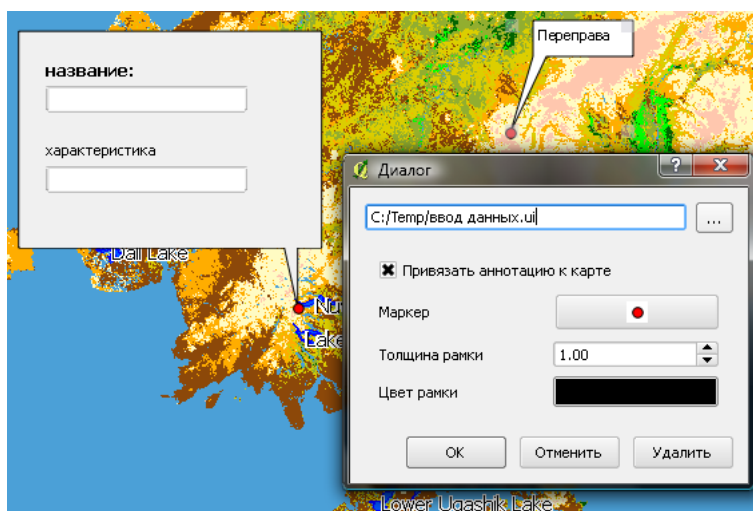 Переправа
название:
характеристика
Dall Lake
Nu
Lake
Диалог
C:/Temp/ввод данных.ui
...
Привязать аннотацию к карте
Маркер
Толщина рамки
1.00
Цвет рамки
OK
Отменить
Удалить
Lower Ugashik Lake